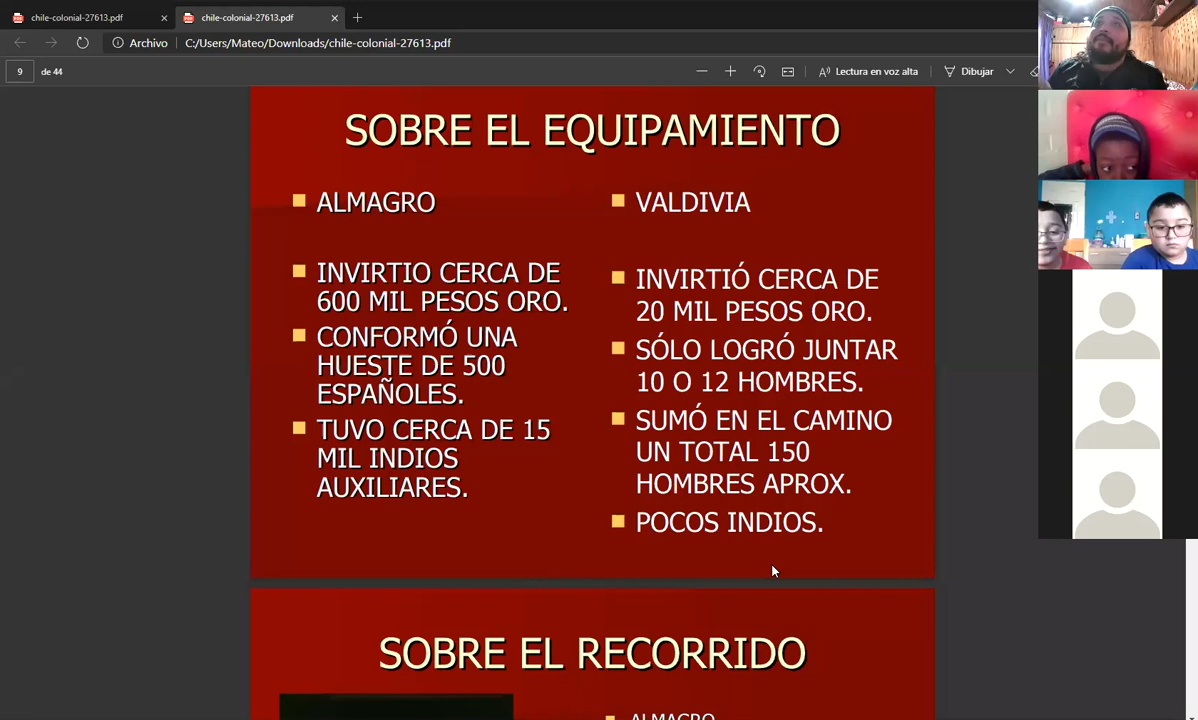 chile-colonial-27613.pdf
chile-colonial-27613.pdf
Archivo
C:/Users/Mateo/Downloads/chile-colonial-27613.pdf
9 de 44
Lectura en voz alta
Dibujar
SOBRE EL EQUIPAMIENTO
ALMAGRO
INVIRTIO CERCA DE
600 MIL PESOS ORO.
CONFORMÓ UNA
HUESTE DE 500
ESPAÑOLES.
TUVO CERCA DE 15
MIL INDIOS
AUXILIARES.
VALDIVIA
INVIRTIÓ CERCA DE
20 MIL PESOS ORO.
SÓLO LOGRÓ JUNTAR
10 O 12 HOMBRES.
SUMÓ EN EL CAMINO
UN TOTAL 150
HOMBRES APROX.
POCOS INDIOS.
SOBRE EL RECORRIDO
ALMAGRO